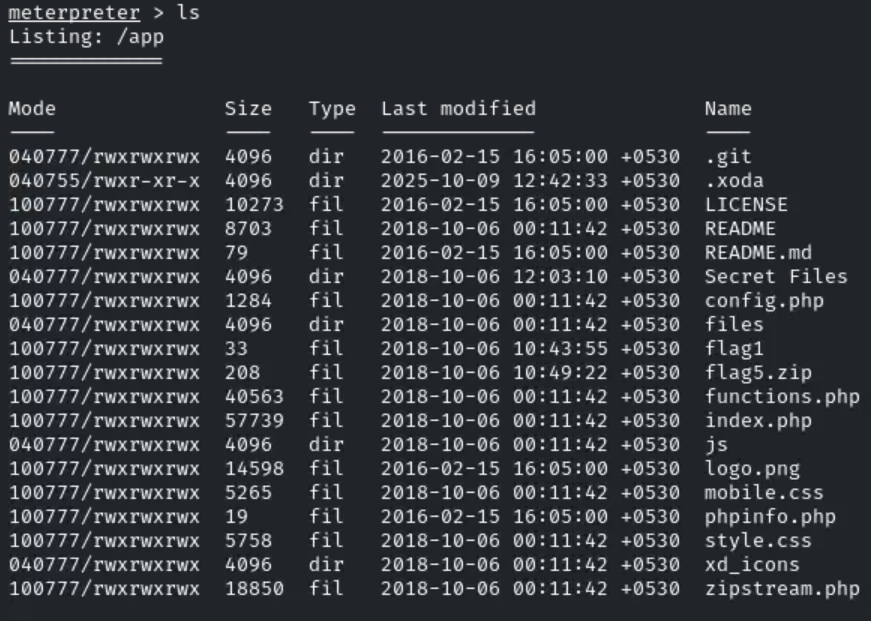 meterpreter > ls
Listing: /app
=============
Mode Size Type Last modified Name
---- ---- ---- ------------- ----
040777/rwxrwxrwx 4096 dir 2016-02-15 16:05:00 +0530 .git
040755/rwxr-xr-x 4096 dir 2025-10-09 12:42:33 +0530 .xoda
100777/rwxrwxrwx 10273 fil 2016-02-15 16:05:00 +0530 LICENSE
100777/rwxrwxrwx 8703 fil 2018-10-06 00:11:42 +0530 README
100777/rwxrwxrwx 79 fil 2016-02-15 16:05:00 +0530 README.md
040777/rwxrwxrwx 4096 dir 2018-10-06 12:03:10 +0530 Secret Files
100777/rwxrwxrwx 1284 fil 2018-10-06 00:11:42 +0530 config.php
040777/rwxrwxrwx 4096 dir 2018-10-06 00:11:42 +0530 files
100777/rwxrwxrwx 33 fil 2018-10-06 10:43:55 +0530 flag1
100777/rwxrwxrwx 208 fil 2018-10-06 10:49:22 +0530 flag5.zip
100777/rwxrwxrwx 40563 fil 2018-10-06 00:11:42 +0530 functions.php
100777/rwxrwxrwx 57739 fil 2018-10-06 00:11:42 +0530 index.php
040777/rwxrwxrwx 4096 dir 2018-10-06 00:11:42 +0530 js
100777/rwxrwxrwx 14598 fil 2016-02-15 16:05:00 +0530 logo.png
100777/rwxrwxrwx 5265 fil 2018-10-06 00:11:42 +0530 mobile.css
100777/rwxrwxrwx 19 fil 2016-02-15 16:05:00 +0530 phpinfo.php
100777/rwxrwxrwx 5758 fil 2018-10-06 00:11:42 +0530 style.css
040777/rwxrwxrwx 4096 dir 2018-10-06 00:11:42 +0530 xd_icons
100777/rwxrwxrwx 18850 fil 2018-10-06 00:11:42 +0530 zipstream.php